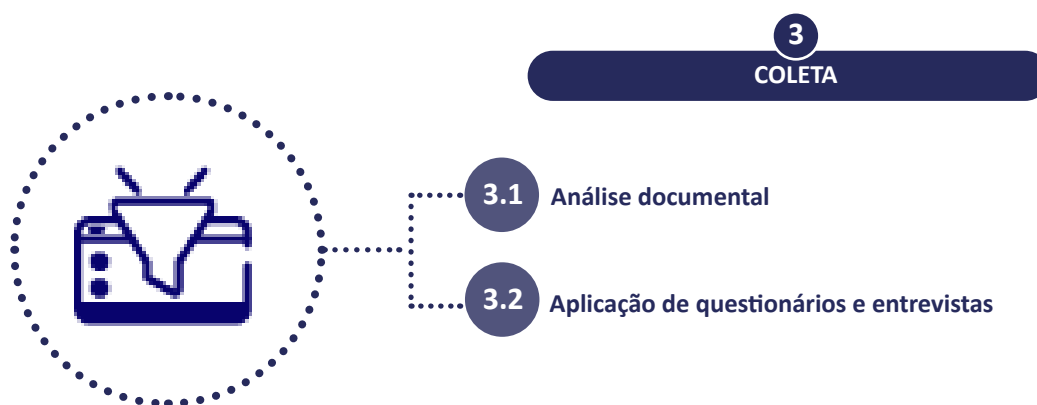 3
COLETA
3.1 Análise documental
3.2 Aplicação de questionários e entrevistas